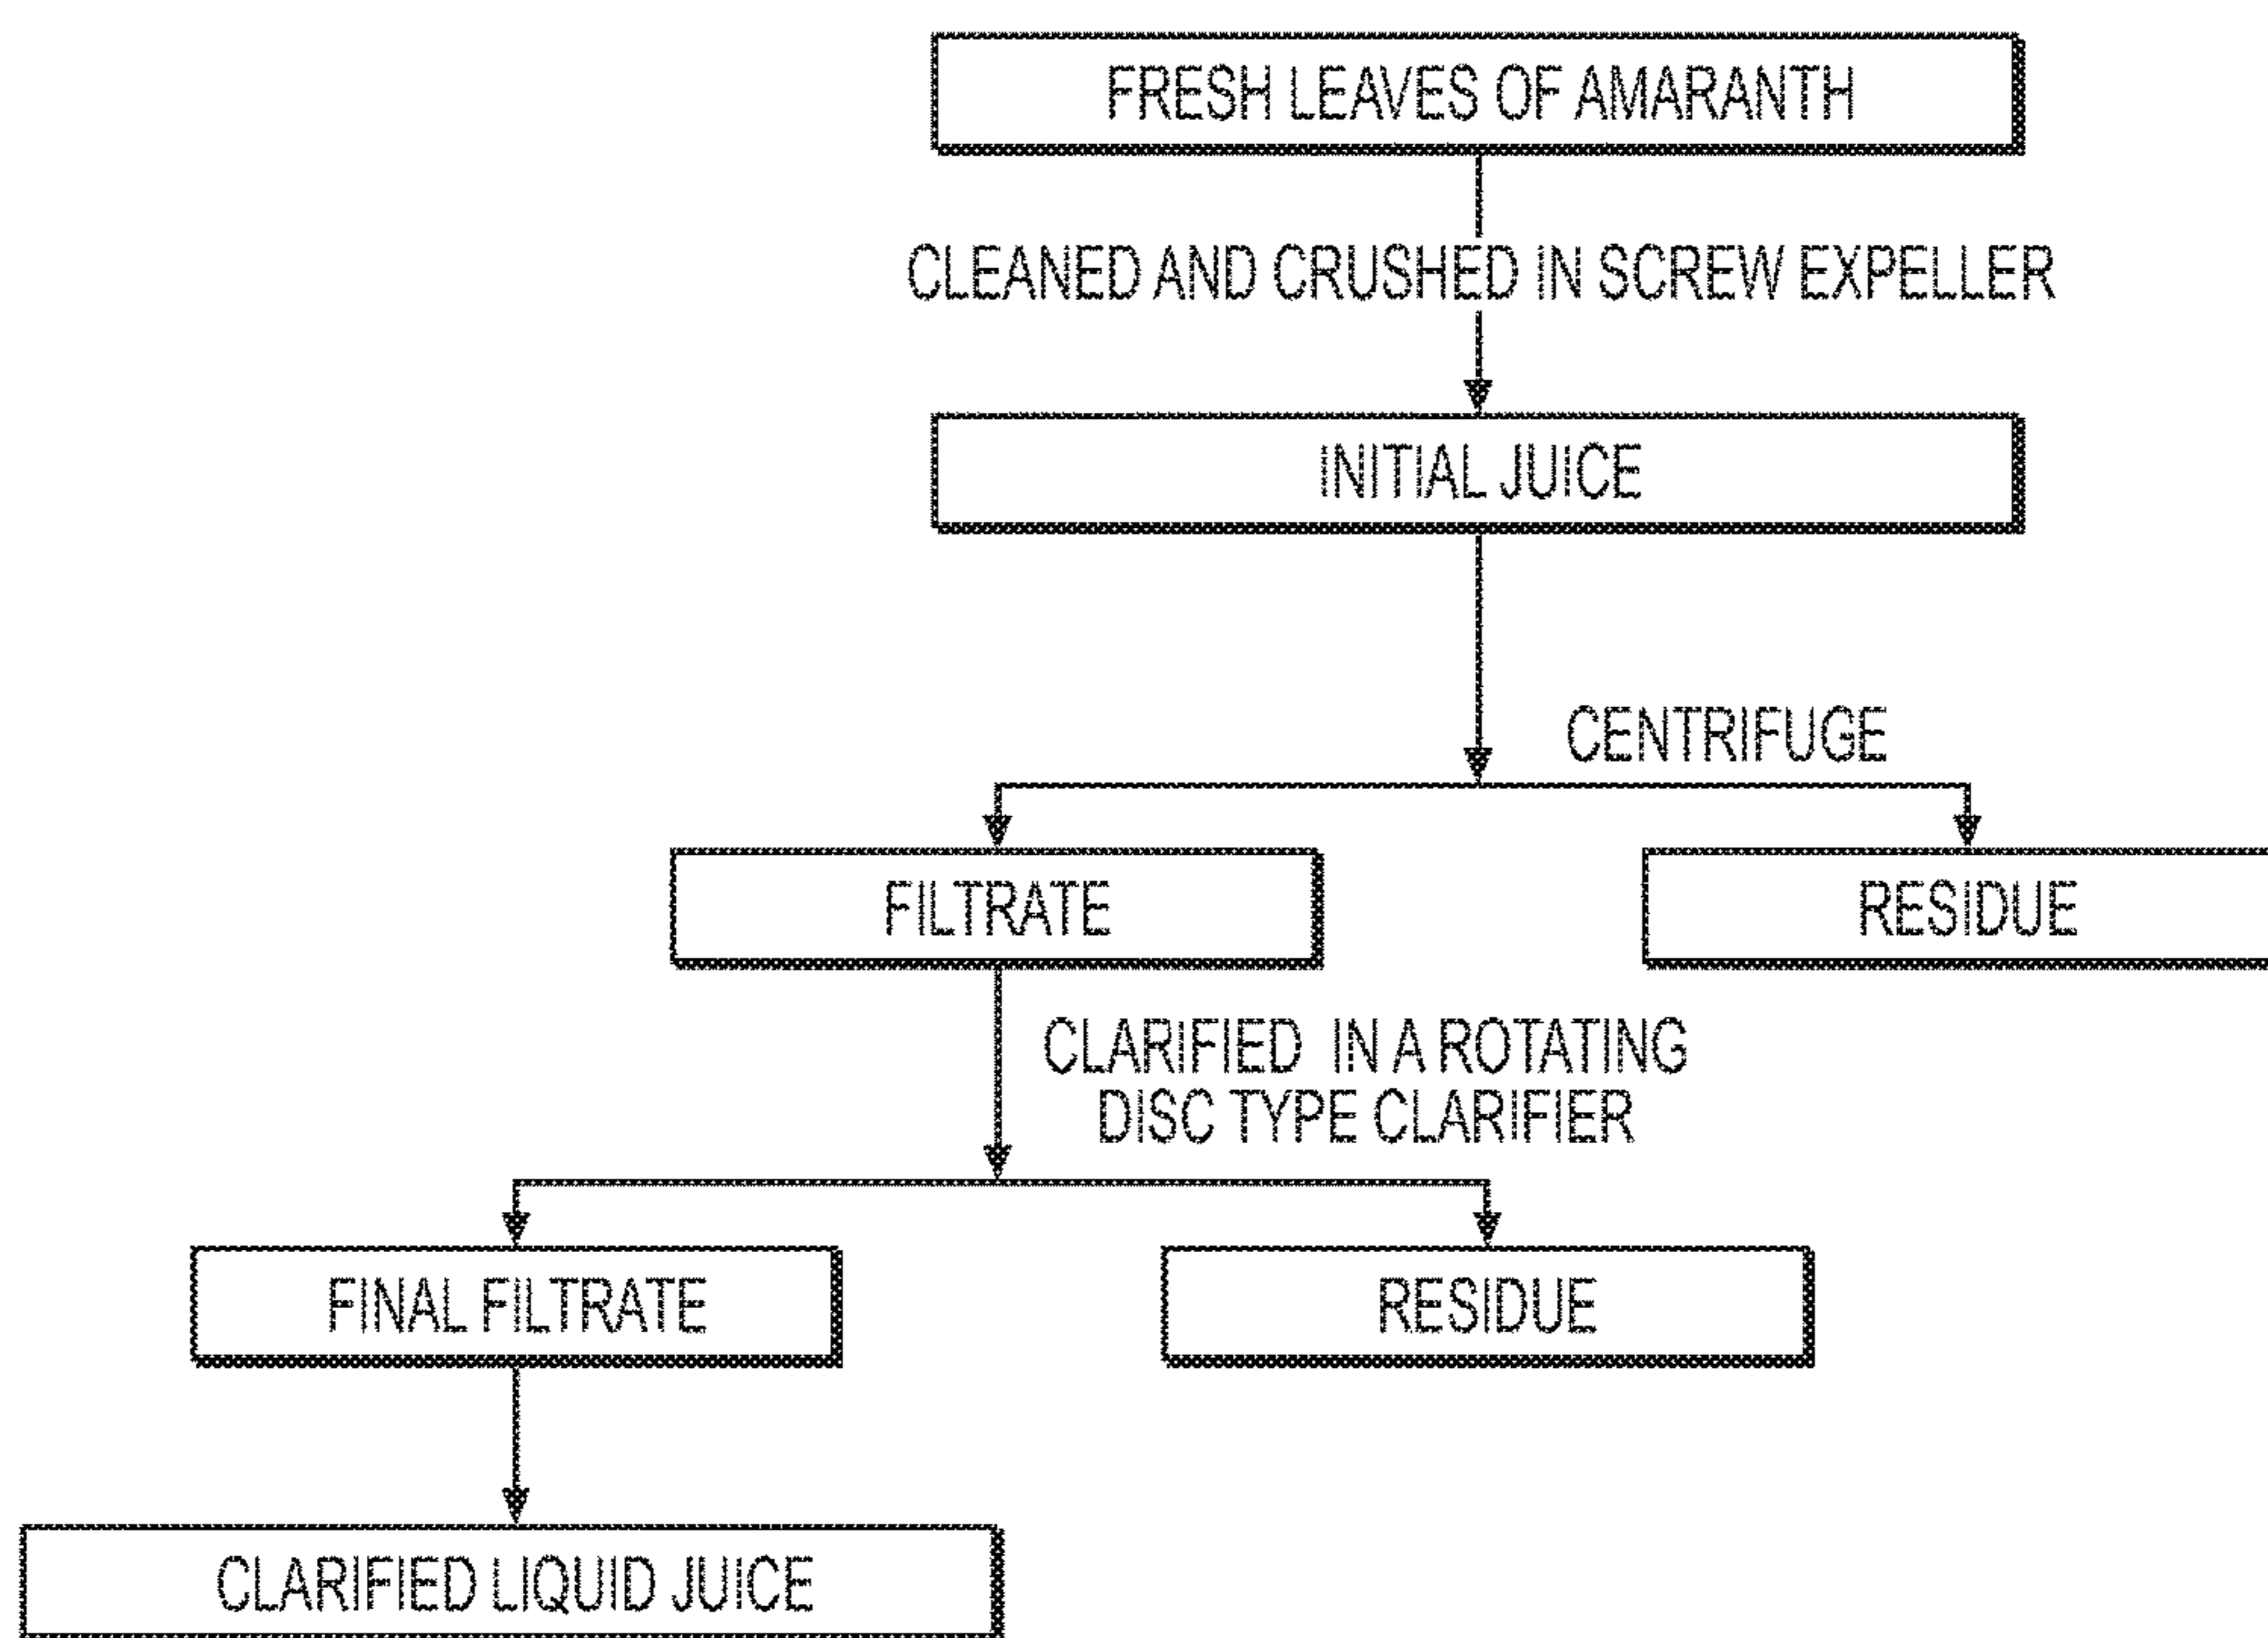 FRESH LEAVES OF AMARANTH
CLEANED AND CRUSHED IN SCREW EXPELLER
INITIAL JUICE
CENTRIFUGE
FILTRATE
RESIDUE
CLARIFIED IN A ROTATING
DISC TYPE CLARIFIER
FINAL FILTRATE
RESIDUE
CLARIFIED LIQUID JUICE